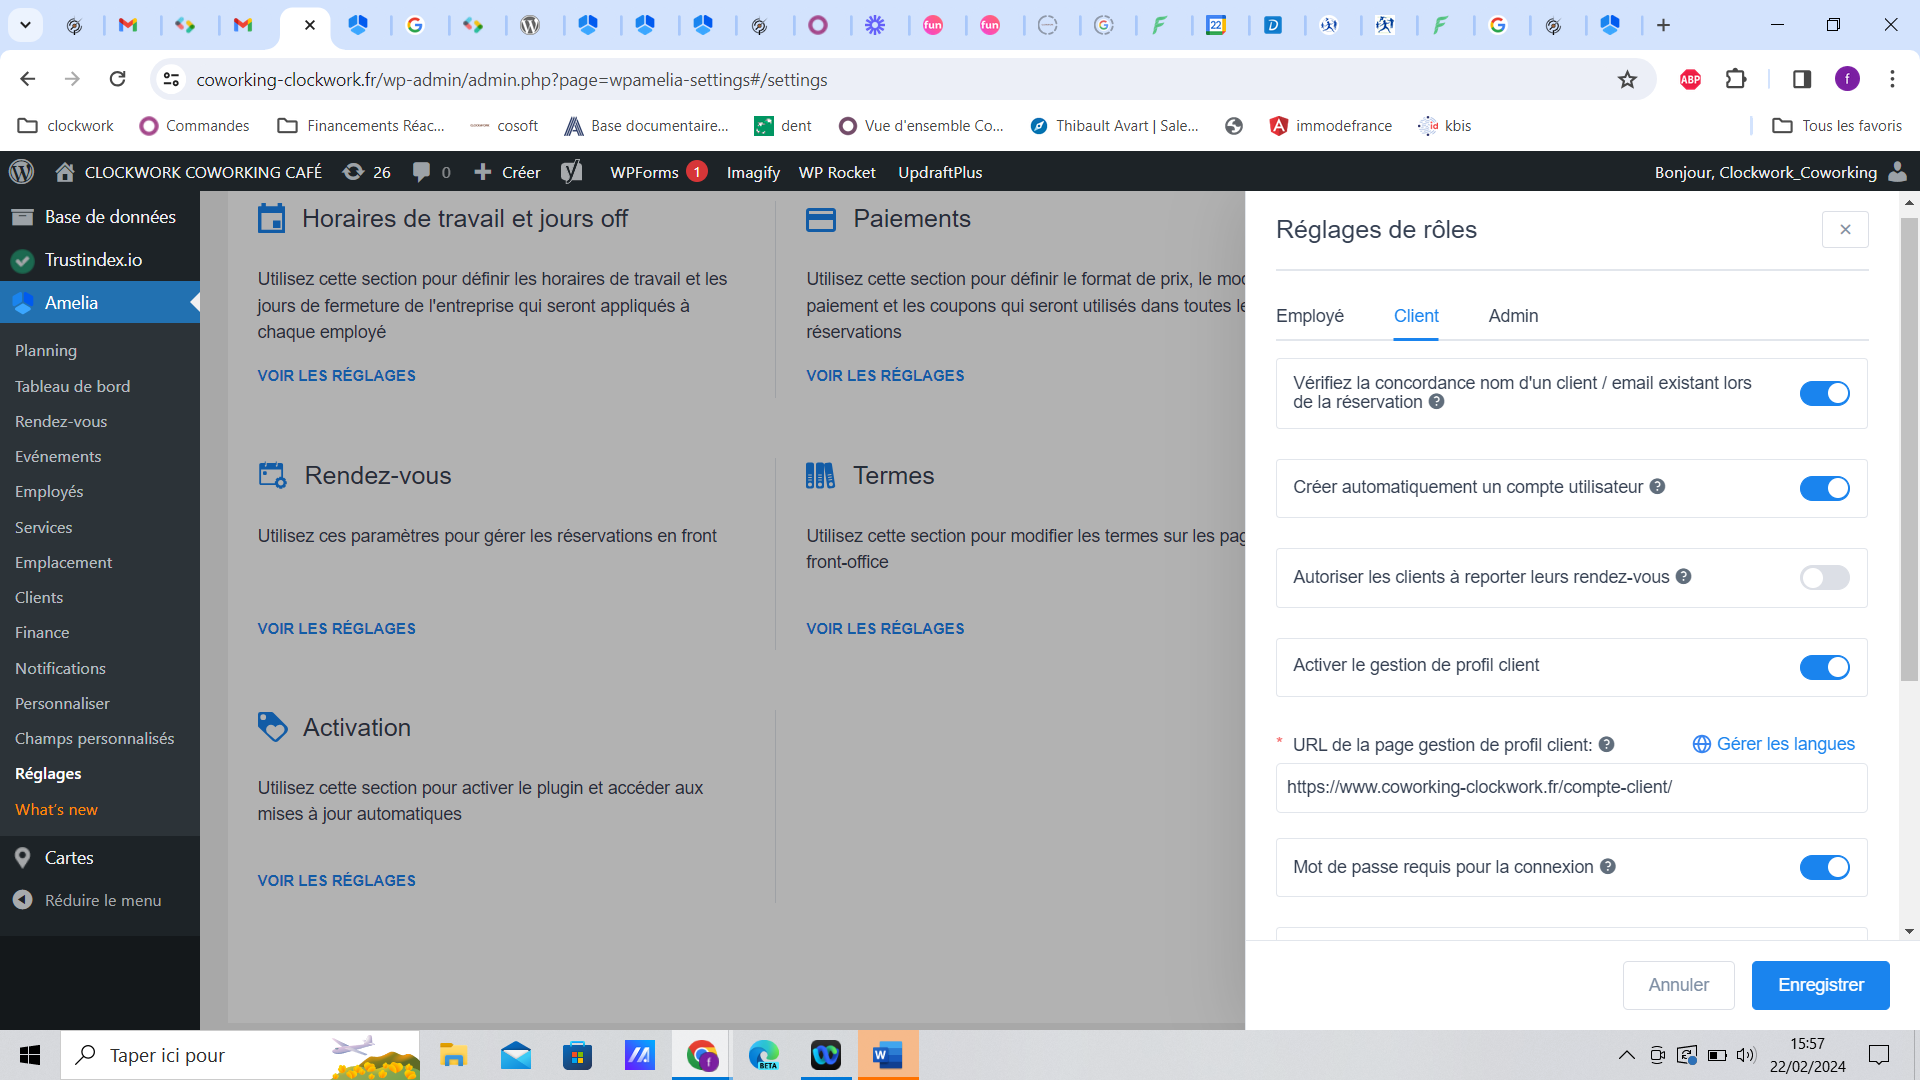 coworking-clockwork.fr/wp-admin/admin.php?page=wpamelia-settings#/settings
ABP
f
clockwork
Commandes
Financements Réac...
cosoft
Base documentaire...
dent
Vue d'ensemble Co...
Thibault Avart | Sale...
immodefrance
kbis
Tous les favoris
CLOCKWORK COWORKING CAFÉ
26
0
Créer
WPForms
1
Imagify
WP Rocket
UpdraftPlus
Bonjour, Clockwork_Coworking
Base de données
Trustindex.io
Amelia
Planning
Tableau de bord
Rendez-vous
Evénements
Employés
Services
Emplacement
Clients
Finance
Notifications
Personnaliser
Champs personnalisés
Réglages
What's new
Cartes
Réduire le menu
Horaires de travail et jours off
Utilisez cette section pour définir les horaires de travail et les
jours de fermeture de l'entreprise qui seront appliqués à
chaque employé
VOIR LES RÉGLAGES
Paiements
Utilisez cette section pour définir le format de prix, le mo
paiement et les coupons qui seront utilisés dans toutes l
réservations
VOIR LES RÉGLAGES
Rendez-vous
Utilisez ces paramètres pour gérer les réservations en front
VOIR LES RÉGLAGES
Termes
Utilisez cette section pour modifier les termes sur les pag
front-office
VOIR LES RÉGLAGES
Activation
Utilisez cette section pour activer le plugin et accéder aux
mises à jour automatiques
VOIR LES RÉGLAGES
Réglages de rôles
Employé
Client
Admin
Vérifiez la concordance nom d'un client / email existant lors
de la réservation
Créer automatiquement un compte utilisateur
Autoriser les clients à reporter leurs rendez-vous
Activer le gestion de profil client
* URL de la page gestion de profil client:
Gérer les langues
https://www.coworking-clockwork.fr/compte-client/
Mot de passe requis pour la connexion
Annuler
Enregistrer
Taper ici pour
BETA
15:57
22/02/2024